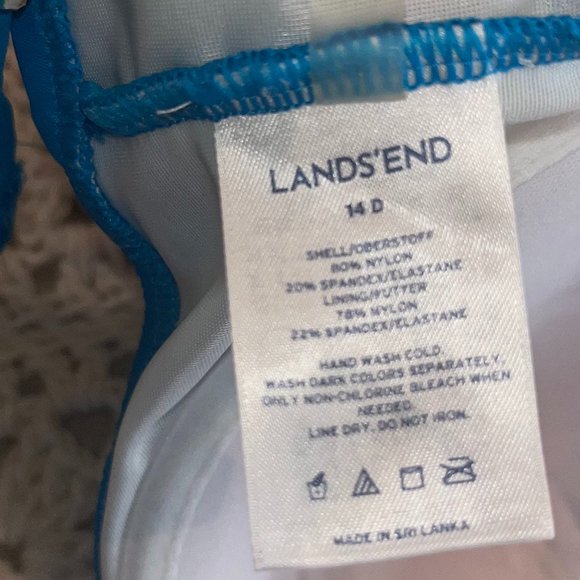 LANDS'END
14 D
SHELL/OBERSTOFF
80% NYLON
20% SPANDEX/ELASTANE
LINING/FUTTER
78% NYLON
22% SPANDEX/ELASTANE
HAND WASH COLD.
WASH DARK COLORS SEPARATELY.
ONLY NON-CHLORINE BLEACH WHEN
NEEDED.
LINE DRY. DO NOT IRON.
MADE IN SRI LANKA